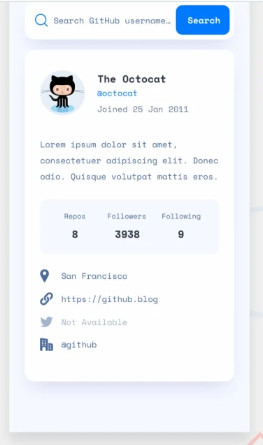 Search GitHub username…
Search
The Octocat
@octocat
Joined 25 Jan 2011
Lorem ipsum dolor sit amet,
consectetuer adipiscing elit. Donec
odio. Quisque volutpat mattis eros.
Repos Followers Following
8 3938 9
San Francisco
https://github.blog
Not Available
@github